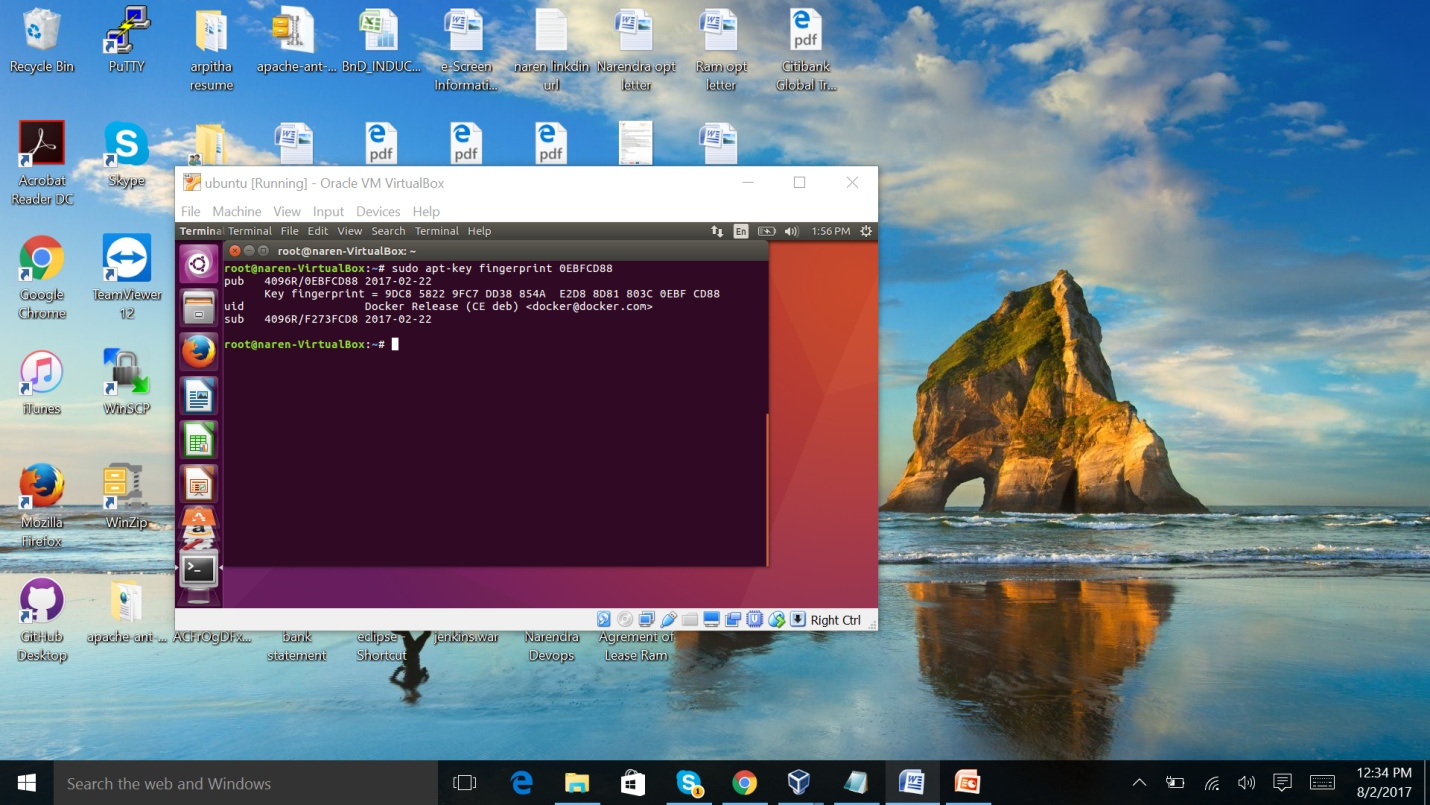 Recycle Bin
PuTTY
arpitha resume
apache-ant-...
BnD_INDUC...
e-Screen Informati...
naren linkdin url
Narendra opt letter
Ram opt letter
Citibank Global Tr...
pdf
Acrobat Reader DC
Skype
pdf
pdf
pdf
ubuntu [Running] - Oracle VM VirtualBox
File Machine View Input Devices Help
Terminal Terminal File Edit View Search Terminal Help
En
1:56 PM
root@naren-VirtualBox: ~
root@naren-VirtualBox:~# sudo apt-key fingerprint 0EBFCD88
pub 4096R/0EBFCD88 2017-02-22
Key fingerprint = 9DC8 5822 9FC7 DD38 854A E2D8 8D81 803C 0EBF CD88
uid Docker Release (CE deb) <docker@docker.com>
sub 4096R/F273FCD8 2017-02-22
root@naren-VirtualBox:~#
Google Chrome
TeamViewer 12
iTunes
WinSCP
Mozilla Firefox
WinZip
Right Ctrl
GitHub Desktop
apache-ant-...
ACFrOgDFx...
bank statement
eclipse - Shortcut
jenkins.war
Narendra Devops
Agrement of Lease Ram
Search the web and Windows
12:34 PM
8/2/2017